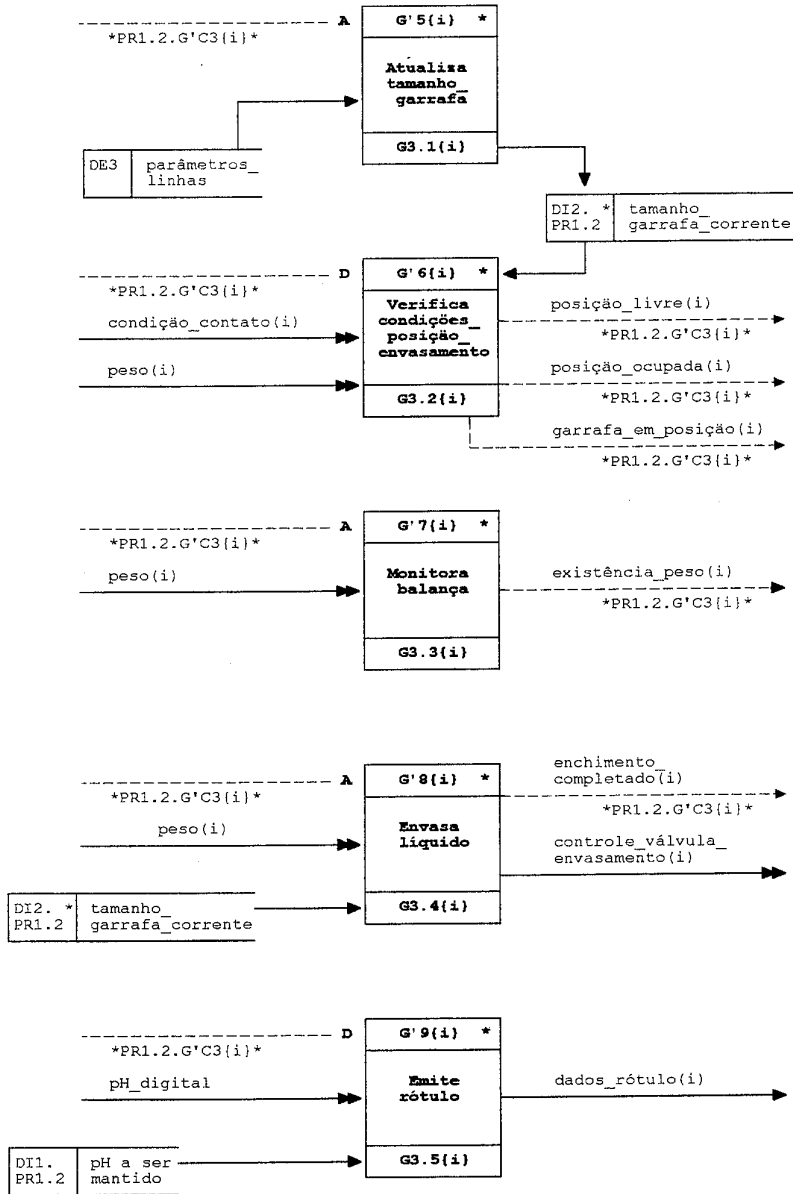 A
G'5{i} *
*PR1.2.G'C3{i}*
Atualiza
tamanho_
garrafa
G3.1{i}
DE3 parâmetros_
linhas
DI2. * tamanho_
PR1.2 garrafa_corrente
D
G'6{i} *
*PR1.2.G'C3{i}*
condição_contato(i)
peso(i)
Verifica
condições_
posição_
envasamento
G3.2{i}
posição_livre(i)
*PR1.2.G'C3{i}*
posição_ocupada(i)
*PR1.2.G'C3{i}*
garrafa_em_posição(i)
*PR1.2.G'C3{i}*
A
G'7{i} *
*PR1.2.G'C3{i}*
peso(i)
Monitora
balança
G3.3{i}
existência_peso(i)
*PR1.2.G'C3{i}*
A
G'8{i} *
*PR1.2.G'C3{i}*
peso(i)
Envasa
líquido
G3.4{i}
enchimento_
completado(i)
*PR1.2.G'C3{i}*
controle_válvula_
envasamento(i)
DI2. * tamanho_
PR1.2 garrafa_corrente
D
G'9{i} *
*PR1.2.G'C3{i}*
pH_digital
Emite
rótulo
G3.5{i}
dados_rótulo(i)
DI1. pH a ser
PR1.2 mantido